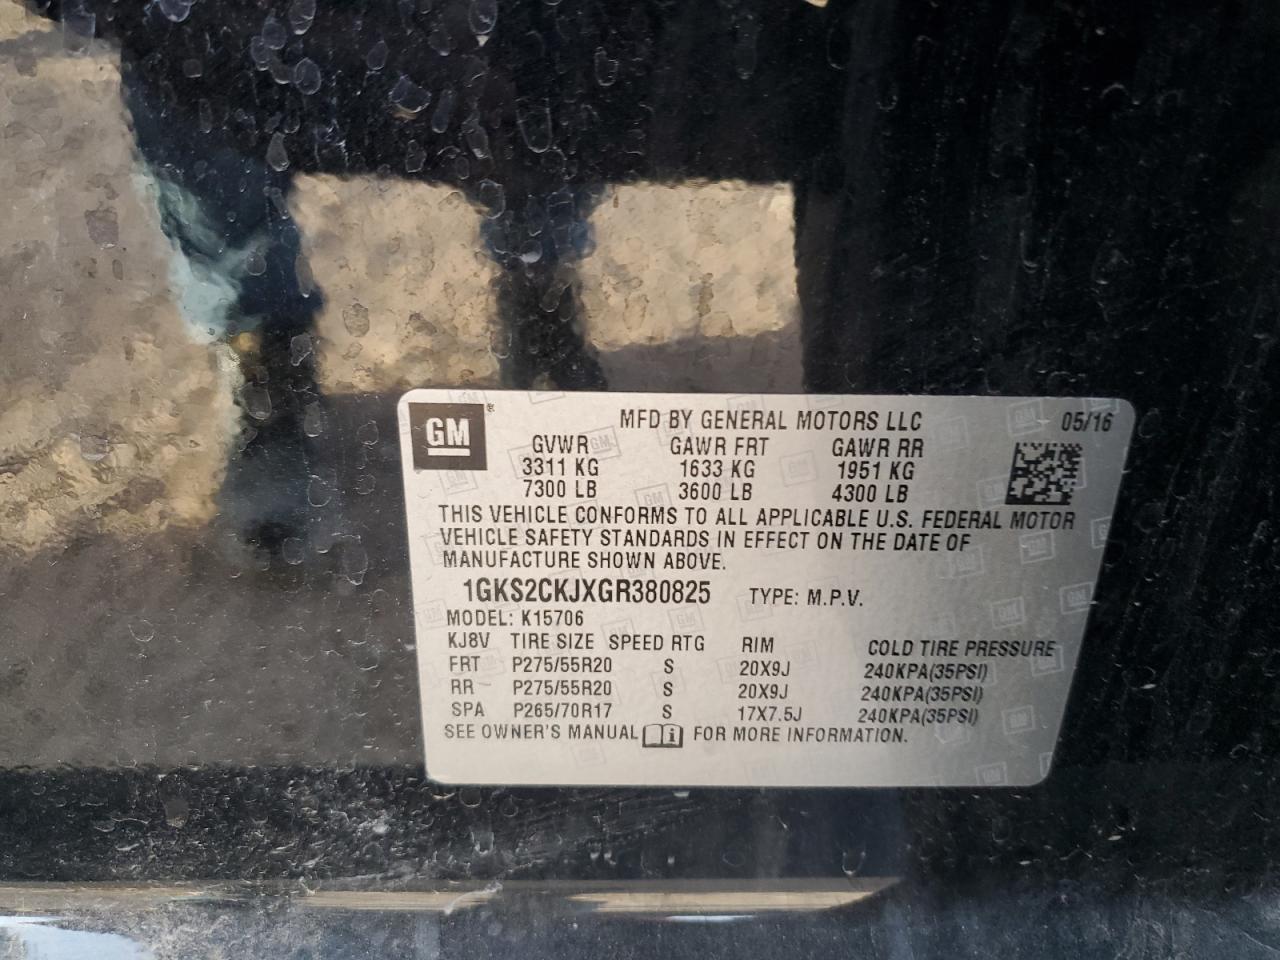 GM ® MFD BY GENERAL MOTORS LLC 05/16
GVWR GAWR FRT GAWR RR
3311 KG 1633 KG 1951 KG
7300 LB 3600 LB 4300 LB
THIS VEHICLE CONFORMS TO ALL APPLICABLE U.S. FEDERAL MOTOR
VEHICLE SAFETY STANDARDS IN EFFECT ON THE DATE OF
MANUFACTURE SHOWN ABOVE.
1GKS2CKJXGR380825 TYPE: M.P.V.
MODEL: K15706
KJ8V TIRE SIZE SPEED RTG RIM COLD TIRE PRESSURE
FRT P275/55R20 S 20X9J 240KPA(35PSI)
RR P275/55R20 S 20X9J 240KPA(35PSI)
SPA P265/70R17 S 17X7.5J 240KPA(35PSI)
SEE OWNER'S MANUAL i FOR MORE INFORMATION.